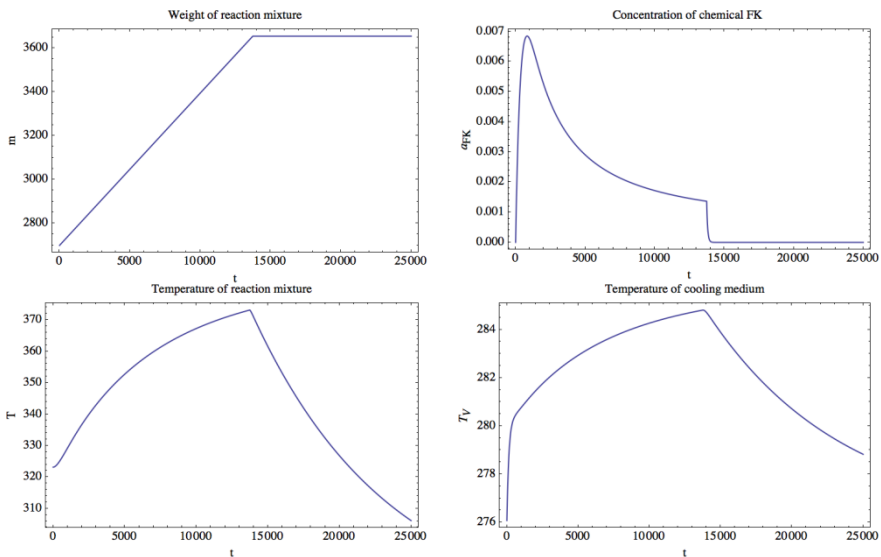 Weight of reaction mixture
3600
3400
3200
3000
2800
m
0 5000 10000 15000 20000 25000
t
Concentration of chemical FK
0.007
0.006
0.005
0.004
0.003
0.002
0.001
0.000
aFK
0 5000 10000 15000 20000 25000
t
Temperature of reaction mixture
370
360
350
340
330
320
310
T
0 5000 10000 15000 20000 25000
t
Temperature of cooling medium
284
282
280
278
276
TV
0 5000 10000 15000 20000 25000
t